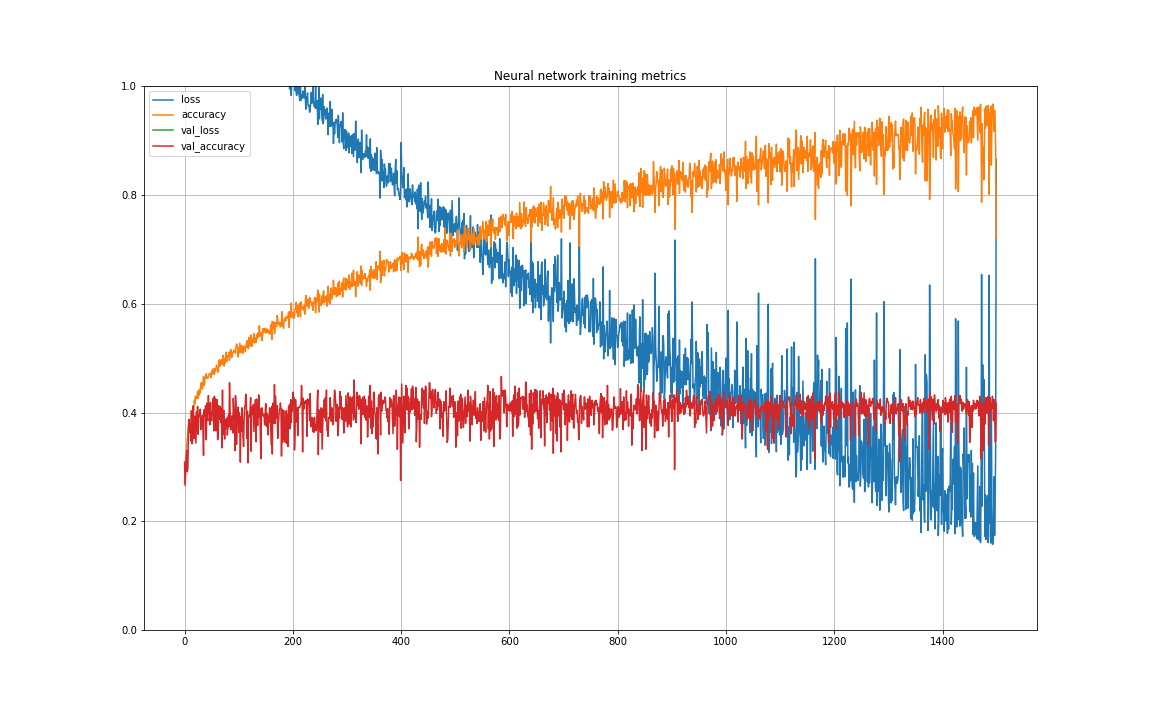 Neural network training metrics
1.0
loss
accuracy
val_loss
val_accuracy
0.8
0.6
0.4
0.2
0.0
0 200 400 600 800 1000 1200 1400